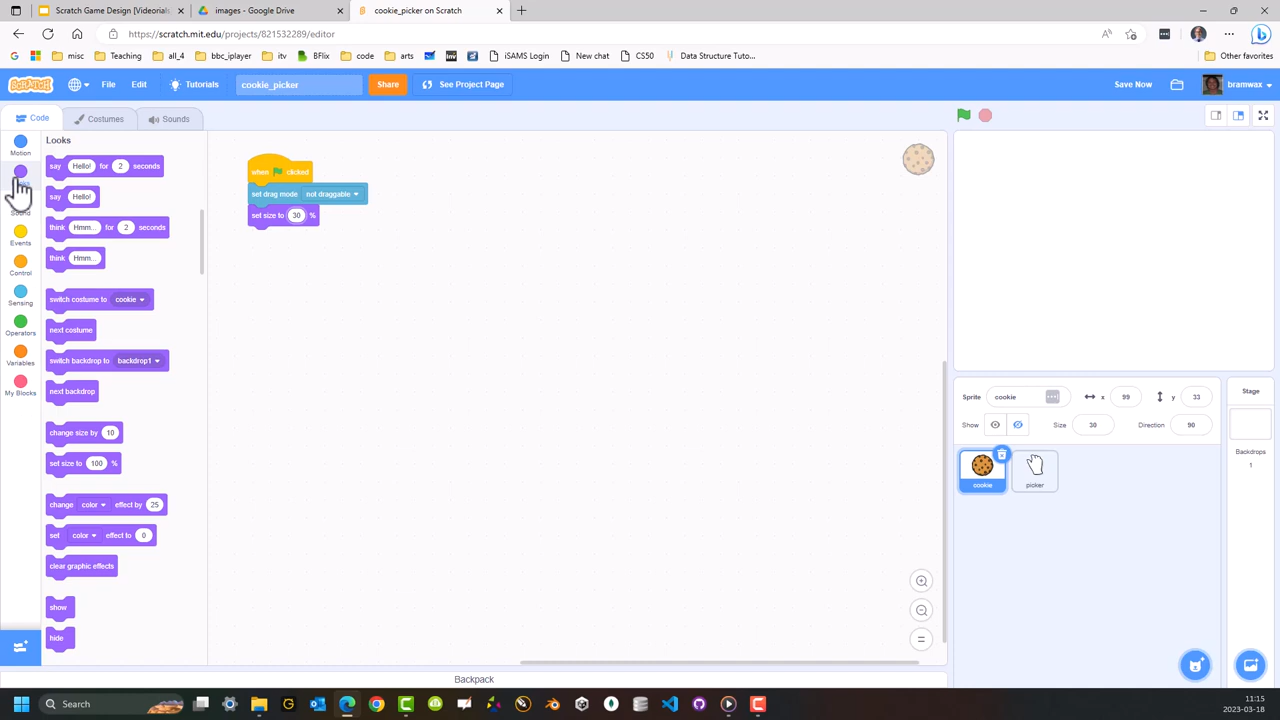 Scratch Game Design [Videorials
images - Google Drive
cookie_picker on Scratch
https://scratch.mit.edu/projects/821532289/editor
misc
Teaching
all_4
bbc_iplayer
itv
BFlix
code
arts
iSAMS Login
New chat
CS50
Data Structure Tuto...
Other favorites
SCRATCH
File
Edit
Tutorials
cookie_picker
Share
See Project Page
Save Now
bramwax
Code
Costumes
Sounds
Motion
Sound
Events
Control
Sensing
Operators
Variables
My Blocks
Looks
say Hello! for 2 seconds
say Hello!
think Hmm... for 2 seconds
think Hmm...
switch costume to cookie
next costume
switch backdrop to backdrop1
next backdrop
change size by 10
set size to 100 %
change color effect by 25
set color effect to 0
clear graphic effects
show
hide
when clicked
set drag mode not draggable
set size to 30 %
Backpack
Sprite cookie x 99 y 33
Show Size 30 Direction 90
cookie
picker
Stage
Backdrops
1
Search
11:15
2023-03-18